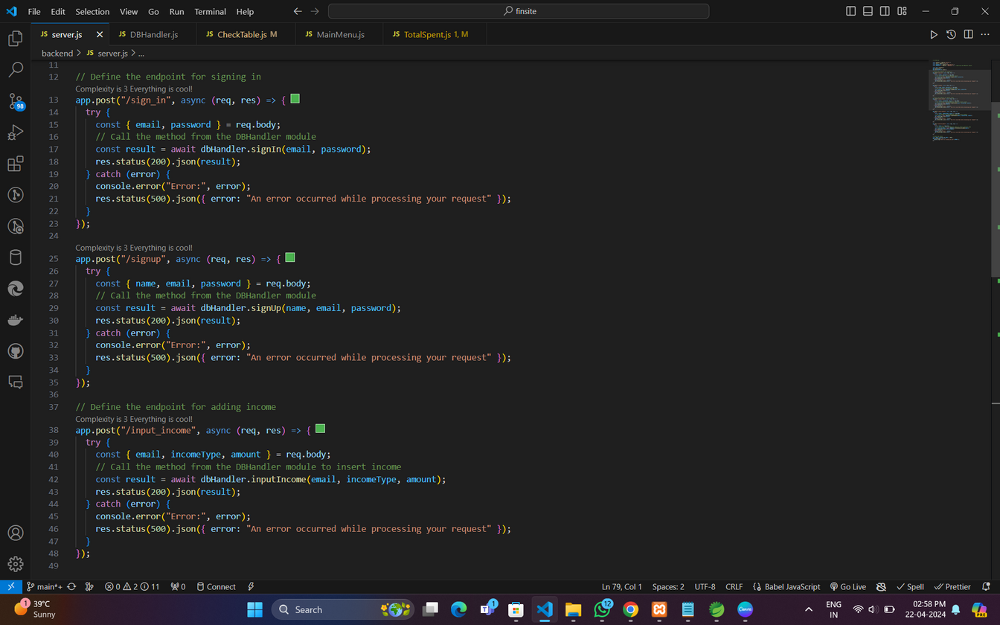 File Edit Selection View Go Run Terminal Help
finsite
JS server.js
JS DBHandler.js
JS CheckTable.js M
JS MainMenu.js
JS TotalSpent.js 1, M
backend > JS server.js > ...
11
12 // Define the endpoint for signing in
Complexity is 3 Everything is cool!
13 app.post("/sign_in", async (req, res) => {
14 try {
15 const { email, password } = req.body;
16 // Call the method from the DBHandler module
17 const result = await dbHandler.signIn(email, password);
18 res.status(200).json(result);
19 } catch (error) {
20 console.error("Error:", error);
21 res.status(500).json({ error: "An error occurred while processing your request" });
22 }
23 });
24
Complexity is 3 Everything is cool!
25 app.post("/signup", async (req, res) => {
26 try {
27 const { name, email, password } = req.body;
28 // Call the method from the DBHandler module
29 const result = await dbHandler.signUp(name, email, password);
30 res.status(200).json(result);
31 } catch (error) {
32 console.error("Error:", error);
33 res.status(500).json({ error: "An error occurred while processing your request" });
34 }
35 });
36
37 // Define the endpoint for adding income
Complexity is 3 Everything is cool!
38 app.post("/input_income", async (req, res) => {
39 try {
40 const { email, incomeType, amount } = req.body;
41 // Call the method from the DBHandler module to insert income
42 const result = await dbHandler.inputIncome(email, incomeType, amount);
43 res.status(200).json(result);
44 } catch (error) {
45 console.error("Error:", error);
46 res.status(500).json({ error: "An error occurred while processing your request" });
47 }
48 });
49
98
main*+ 0 2 11 0 Connect Ln 79, Col 1 Spaces: 2 UTF-8 CRLF Babel JavaScript Go Live Spell Prettier
1
39°C
Sunny
Search
1
12
Canva
ENG
IN
02:58 PM
22-04-2024
PRE